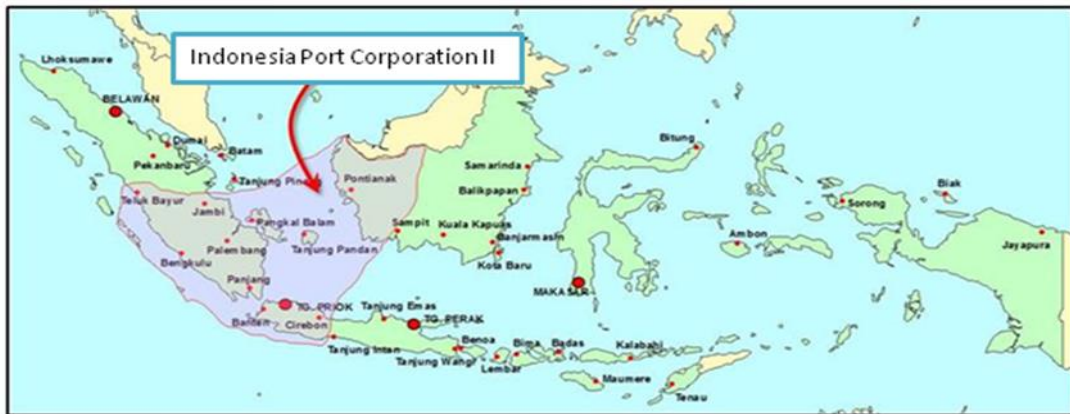 Indonesia Port Corporation II
Lhoksumawe
BELAWAN
Dumai
Batam
Pekanbaru
Tanjung Pinang
Teluk Bayur
Jambi
Pangkal Balam
Palembang
Tanjung Pandan
Bengkulu
Panjang
TG. PRIOK
Banten
Cirebon
Pontianak
Sampit
Kuala Kapuis
Banjarmasin
Kota Baru
Samarinda
Balikpapan
Bitung
MAKASAR
Ambon
Sorong
Biak
Jayapura
Tanjung Emas
TG. PERAK
Tanjung Intan
Benoa
Tanjung Wangi
Lembar
Bima
Badas
Kalabahi
Maumere
Tenau